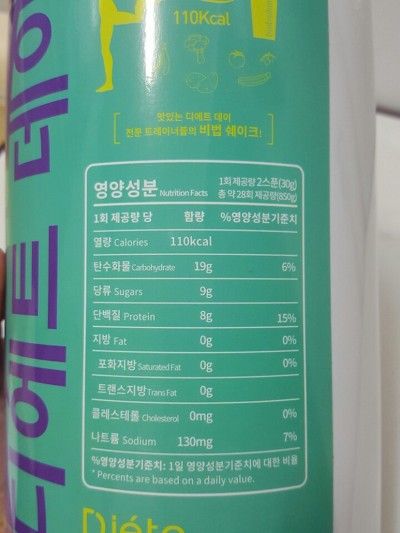 110Kcal
맛있는 디에트 데이
전문 트레이너들의 비법 쉐이크!
영양성분 Nutrition Facts
1회 제공량 2스푼(30g)
총 약 28회 제공량(850g)
1회 제공량 당 함량 %영양성분기준치
열량 Calories 110kcal
탄수화물 Carbohydrate 19g 6%
당류 Sugars 9g
단백질 Protein 8g 15%
지방 Fat 0g 0%
포화지방 Saturated Fat 0g 0%
트랜스지방 Trans Fat 0g
콜레스테롤 Cholesterol 0mg 0%
나트륨 Sodium 130mg 7%
%영양성분기준치: 1일 영양성분기준치에 대한 비율
* Percents are based on a daily value.
디에트 데이
Diéte